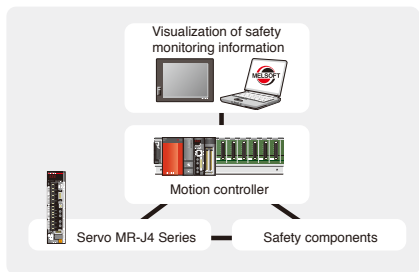 Visualization of safety
monitoring information
MELSOFT
Motion controller
Servo MR-J4 Series
Safety components